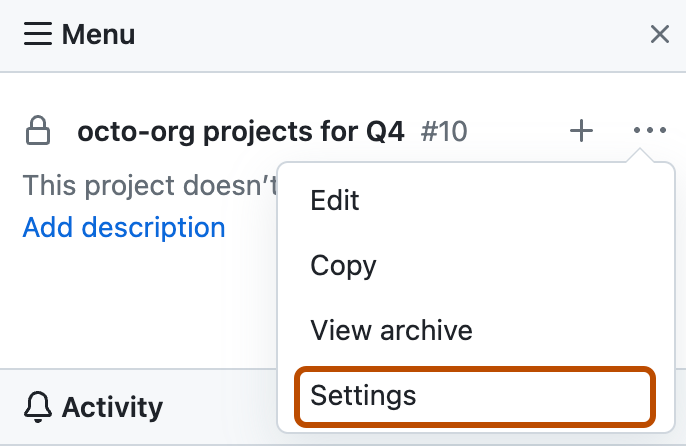 Menu
octo-org projects for Q4 #10
This project doesn’t
Add description
Edit
Copy
View archive
Settings
Activity